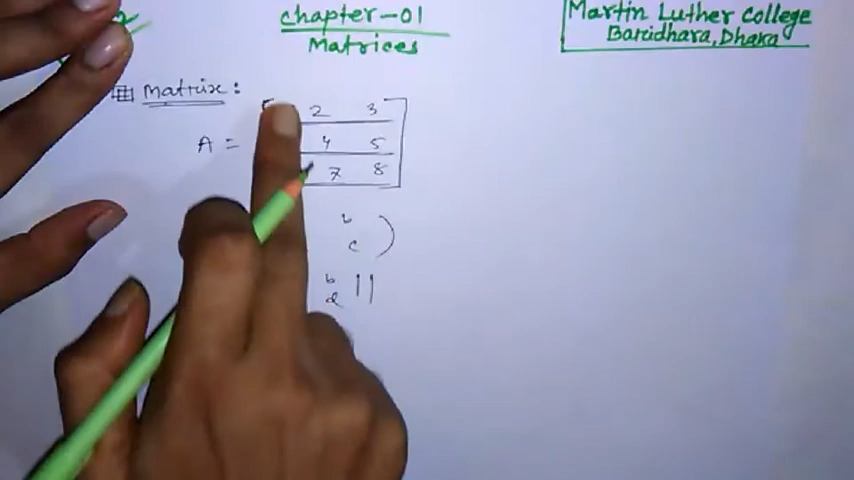 chapter-01
Matrices
Martin Luther College
Baridhara, Dhaka
Matrix:
2 3
A = 4 5
7 8
b
c )
b
d ||